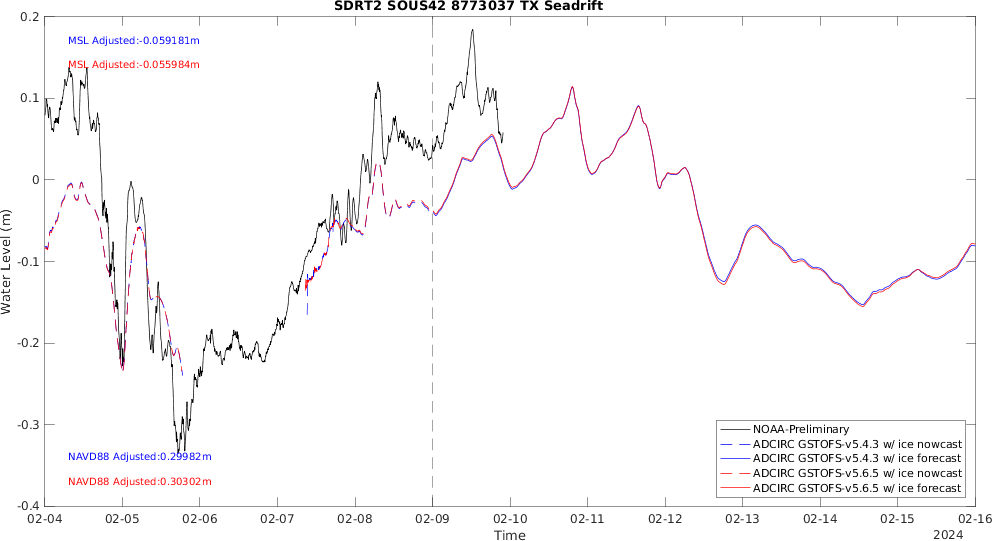 SDRT2 SOUS42 8773037 TX Seadrift
MSL Adjusted:-0.059181m
MSL Adjusted:-0.055984m
NAVD88 Adjusted:0.29982m
NAVD88 Adjusted:0.30302m
Water Level (m)
0.2
0.1
0
-0.1
-0.2
-0.3
-0.4
NOAA-Preliminary
ADCIRC GSTOFS-v5.4.3 w/ ice nowcast
ADCIRC GSTOFS-v5.4.3 w/ ice forecast
ADCIRC GSTOFS-v5.6.5 w/ ice nowcast
ADCIRC GSTOFS-v5.6.5 w/ ice forecast
02-04 02-05 02-06 02-07 02-08 02-09 02-10 02-11 02-12 02-13 02-14 02-15 02-16
Time
2024